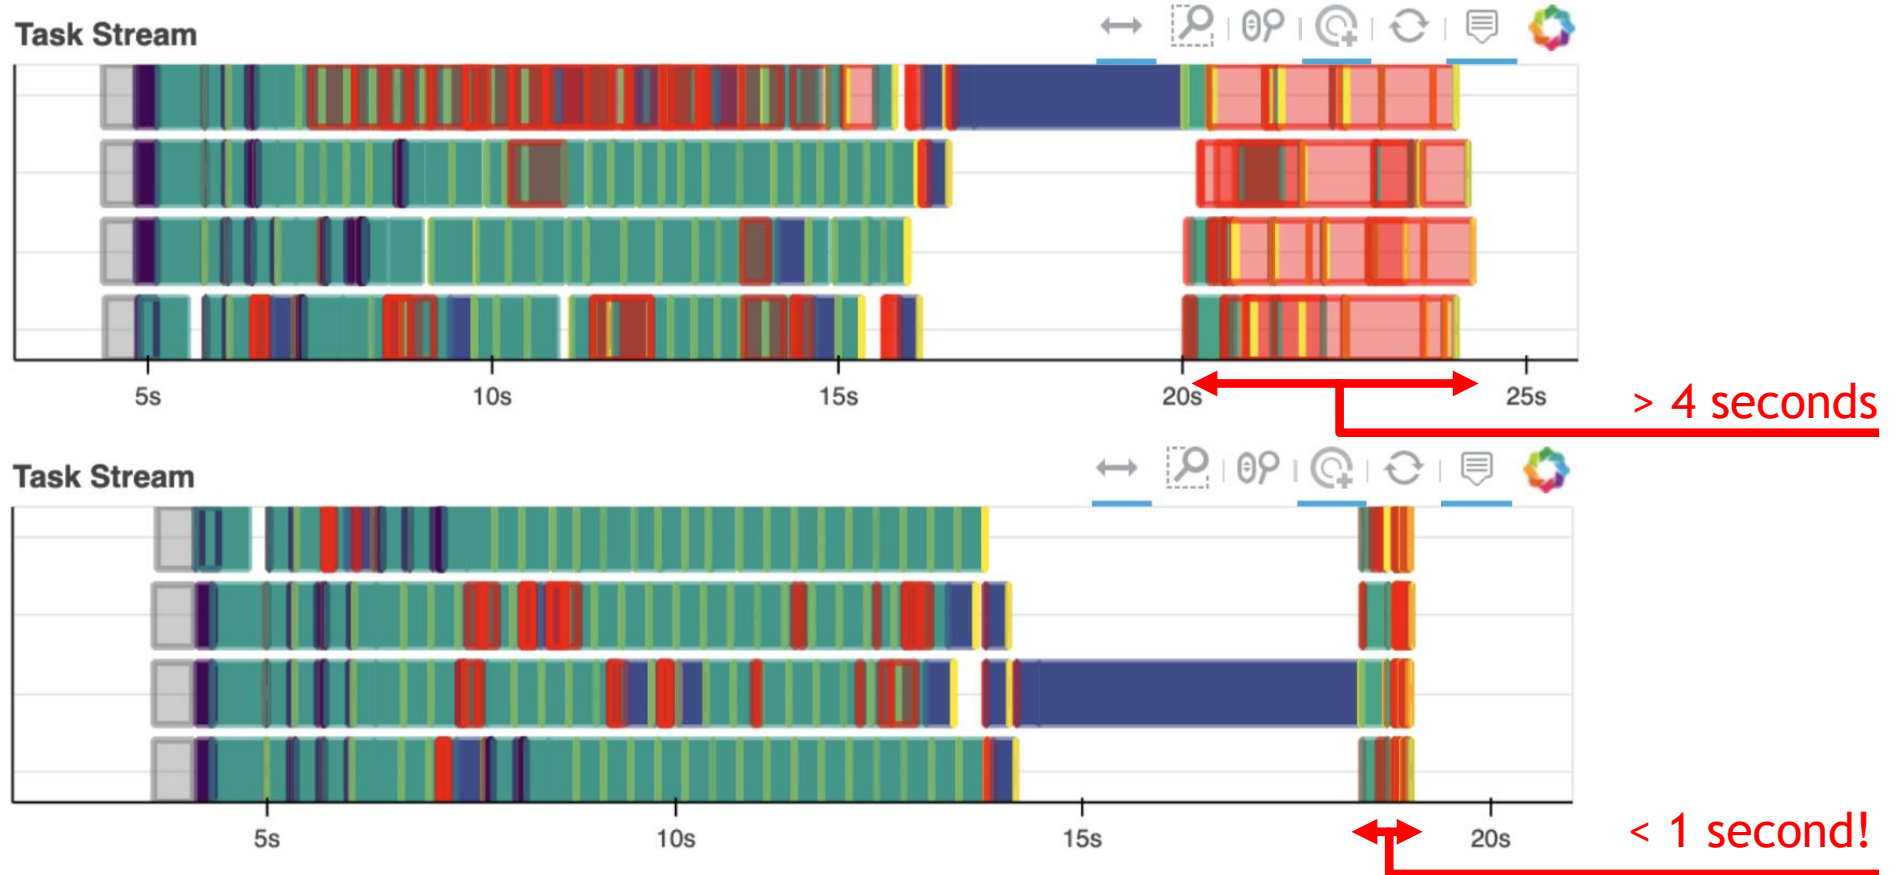 Task Stream
5s 10s 15s 20s 25s
> 4 seconds
Task Stream
5s 10s 15s 20s
< 1 second!